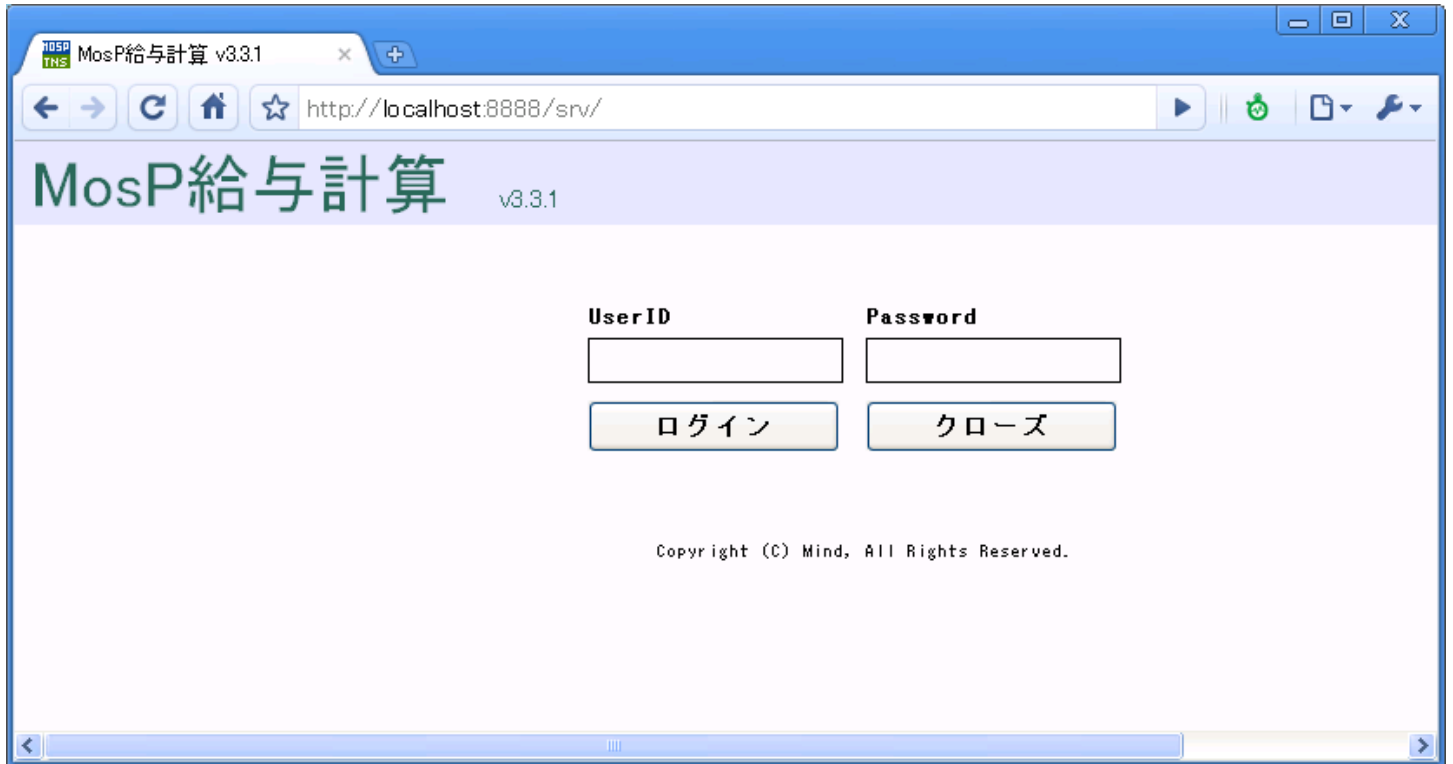 MosP給与計算 v3.3.1
http://localhost:8888/srv/
MosP給与計算 v3.3.1
UserID Password
ログイン クローズ
Copyright (C) Mind, All Rights Reserved.